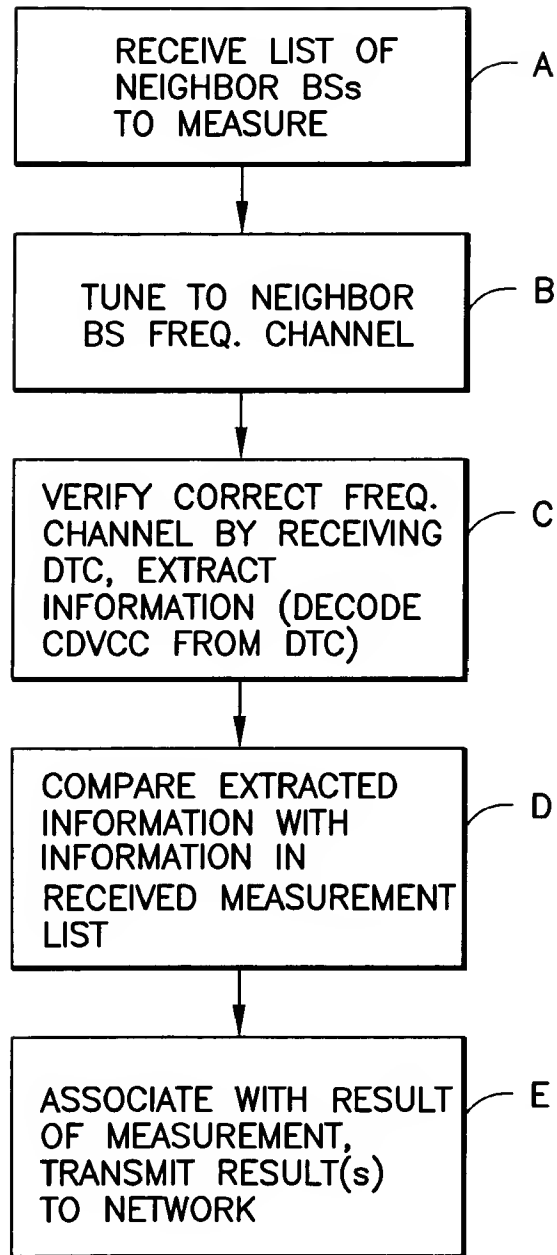 RECEIVE LIST OF
NEIGHBOR BSs
TO MEASURE
A
TUNE TO NEIGHBOR
BS FREQ. CHANNEL
B
VERIFY CORRECT FREQ.
CHANNEL BY RECEIVING
DTC, EXTRACT
INFORMATION (DECODE
CDVCC FROM DTC)
C
COMPARE EXTRACTED
INFORMATION WITH
INFORMATION IN
RECEIVED MEASUREMENT
LIST
D
ASSOCIATE WITH RESULT
OF MEASUREMENT,
TRANSMIT RESULT(s)
TO NETWORK
E